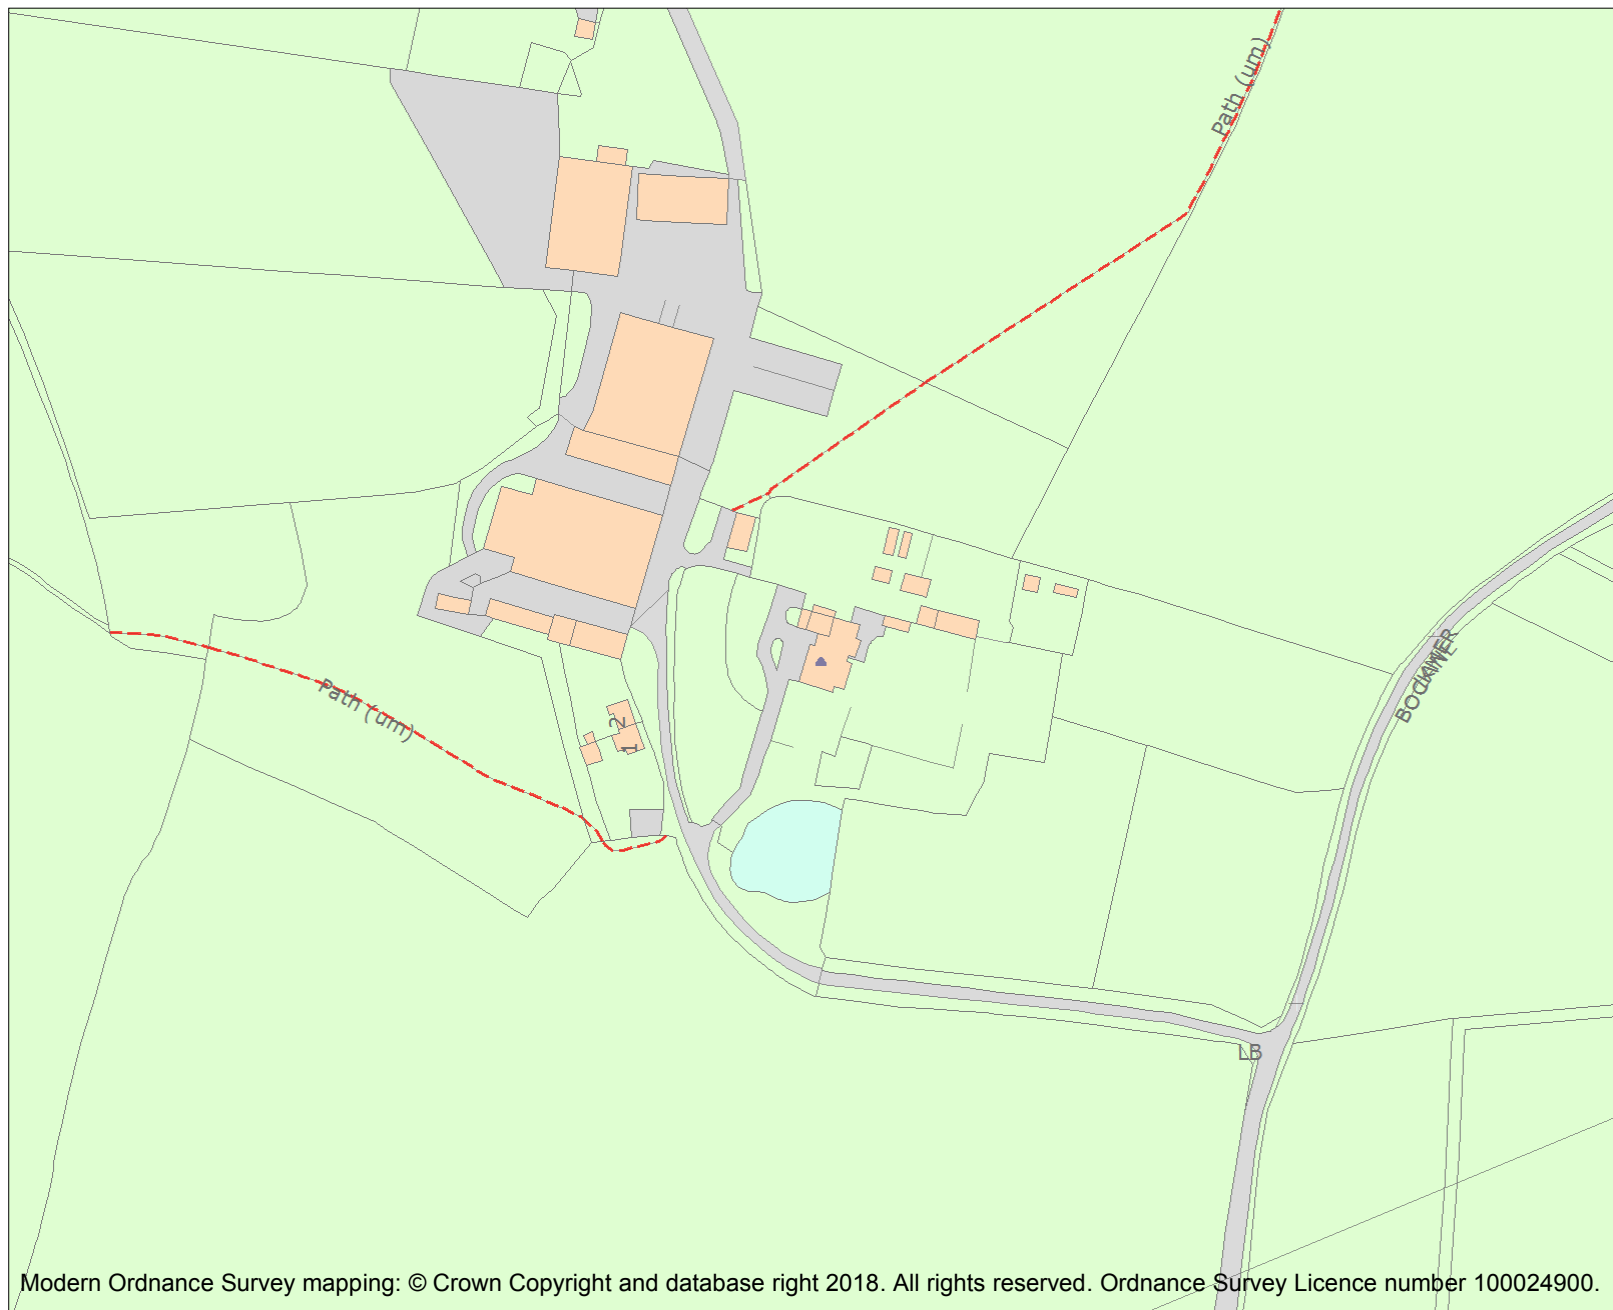 Path (um)
BOCKMER
LANE
Path (um)
2
1
LB
Modern Ordnance Survey mapping: © Crown Copyright and database right 2018. All rights reserved. Ordnance Survey Licence number 100024900.